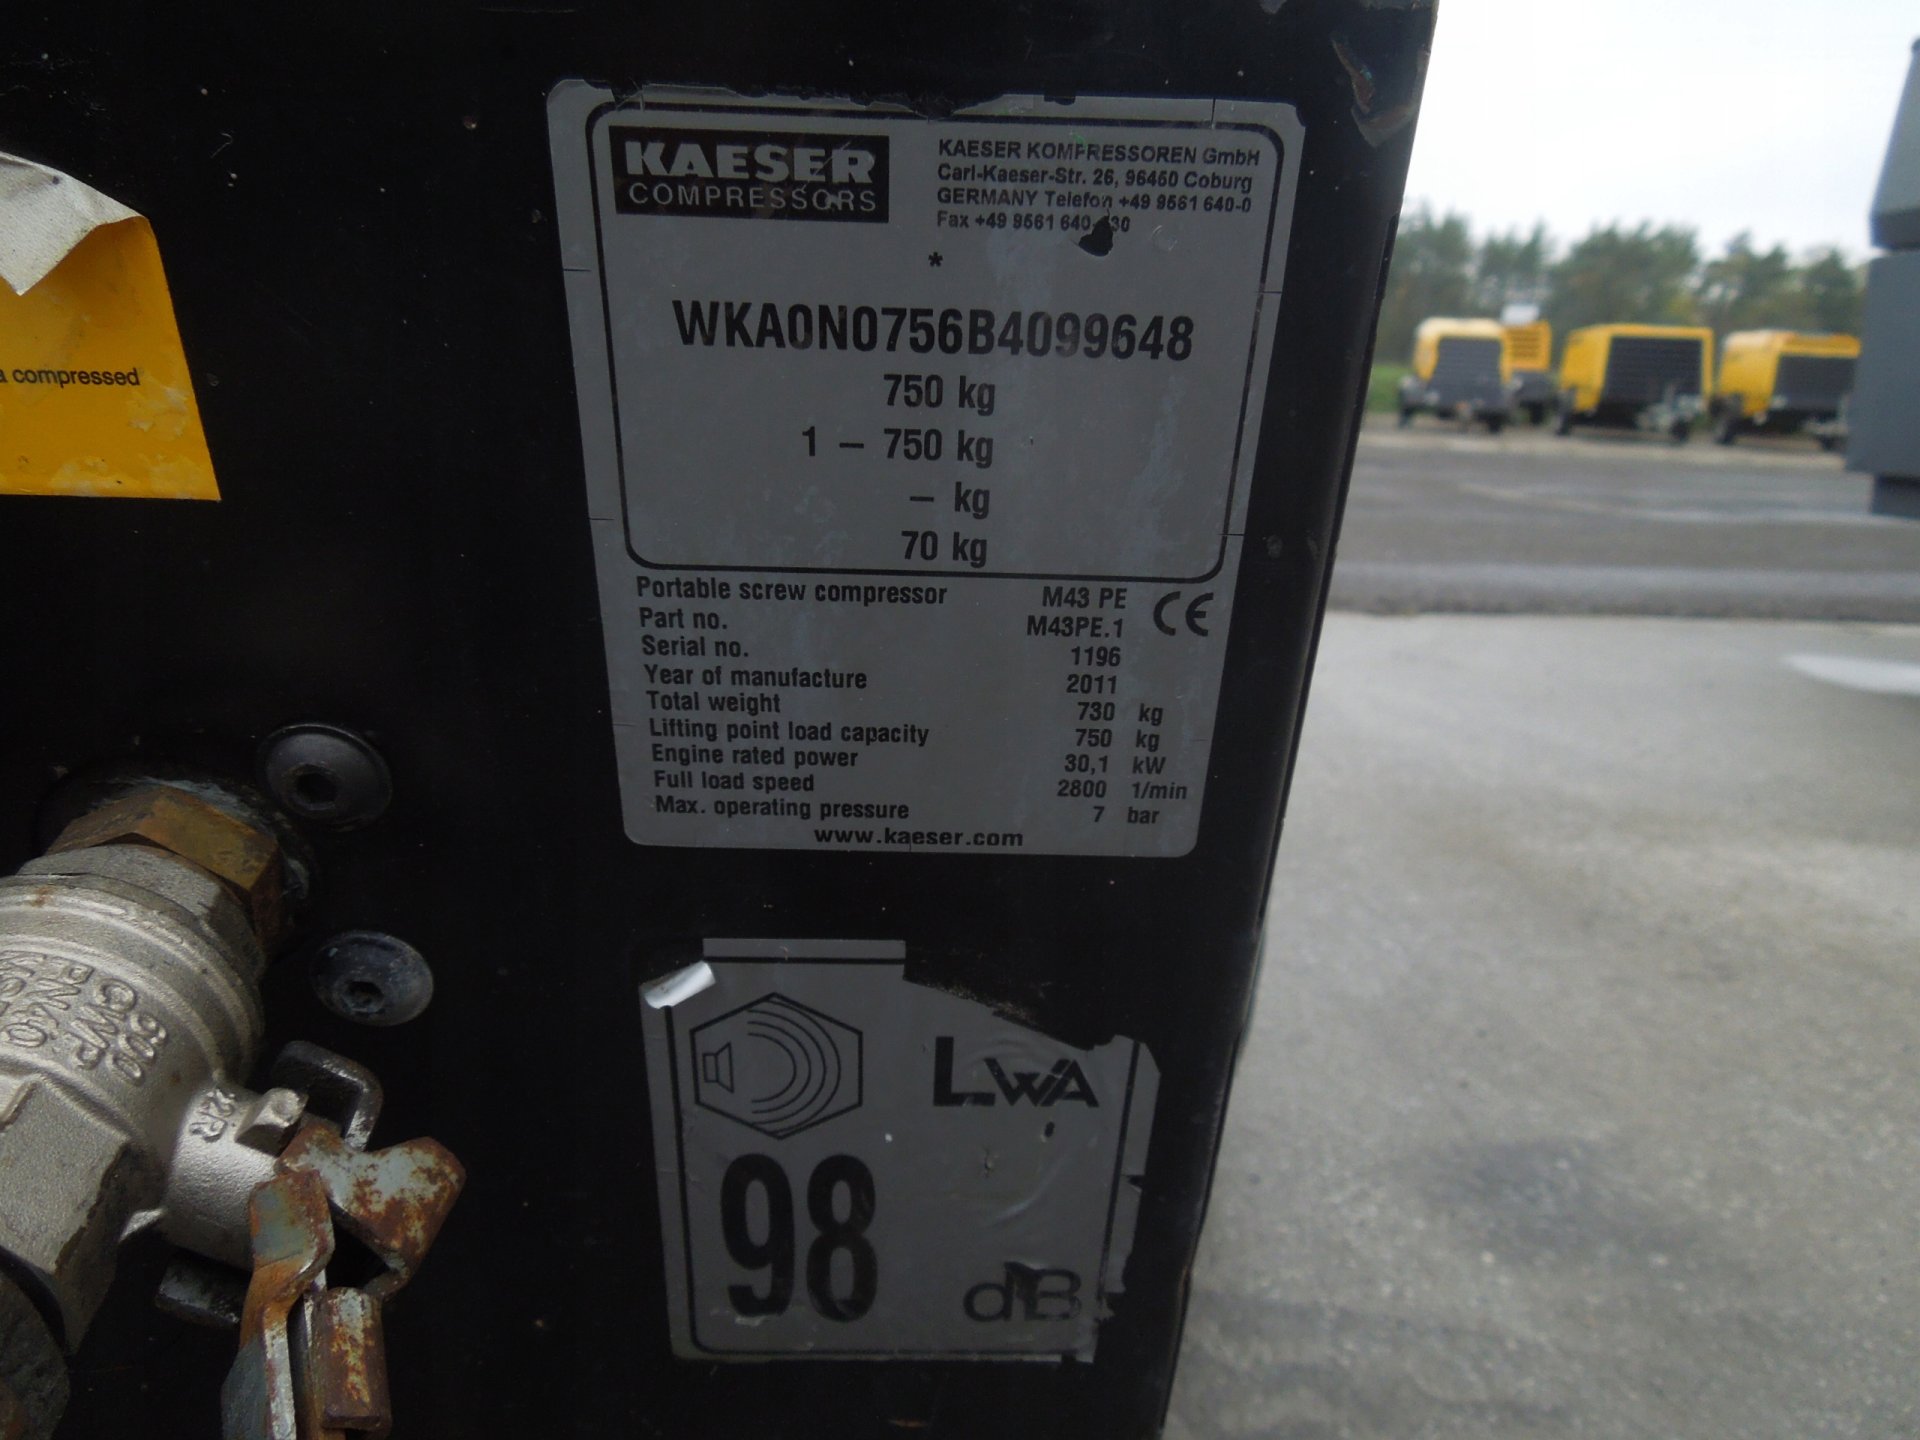 KAESER
COMPRESSORS
KAESER KOMPRESSOREN GmbH
Carl-Kaeser-Str. 26, 96450 Coburg
GERMANY Telefon +49 9561 640-0
Fax +49 9561
*
WKA0N0756B4099648
750 kg
1 – 750 kg
– kg
70 kg
Portable screw compressor M43 PE CE
Part no. M43PE.1
Serial no. 1196
Year of manufacture 2011
Total weight 730 kg
Lifting point load capacity 750 kg
Engine rated power 30,1 kW
Full load speed 2800 1/min
Max. operating pressure 7 bar
www.kaeser.com
a compressed
LWA
98
dB
600
CWP
PN40